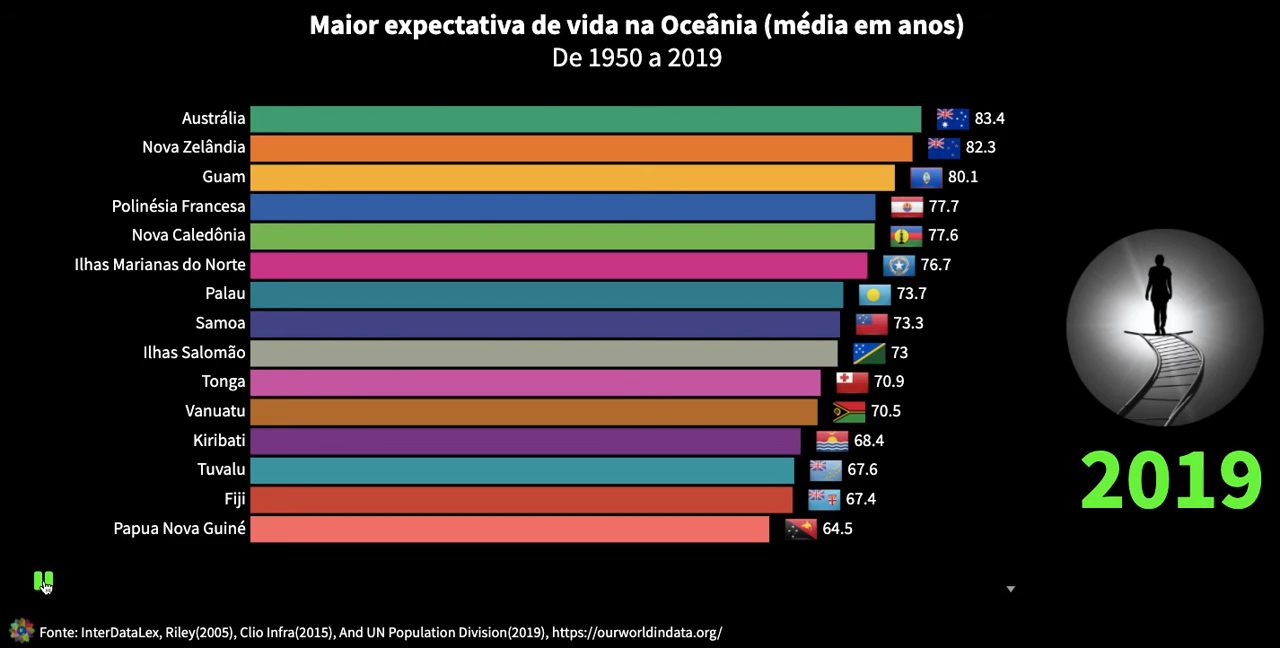 Maior expectativa de vida na Oceânia (média em anos)
De 1950 a 2019
Austrália 83.4
Nova Zelândia 82.3
Guam 80.1
Polinésia Francesa 77.7
Nova Caledônia 77.6
Ilhas Marianas do Norte 76.7
Palau 73.7
Samoa 73.3
Ilhas Salomão 73
Tonga 70.9
Vanuatu 70.5
Kiribati 68.4
Tuvalu 67.6
Fiji 67.4
Papua Nova Guiné 64.5
2019
Fonte: InterDataLex, Riley(2005), Clio Infra(2015), And UN Population Division(2019), https://ourworldindata.org/